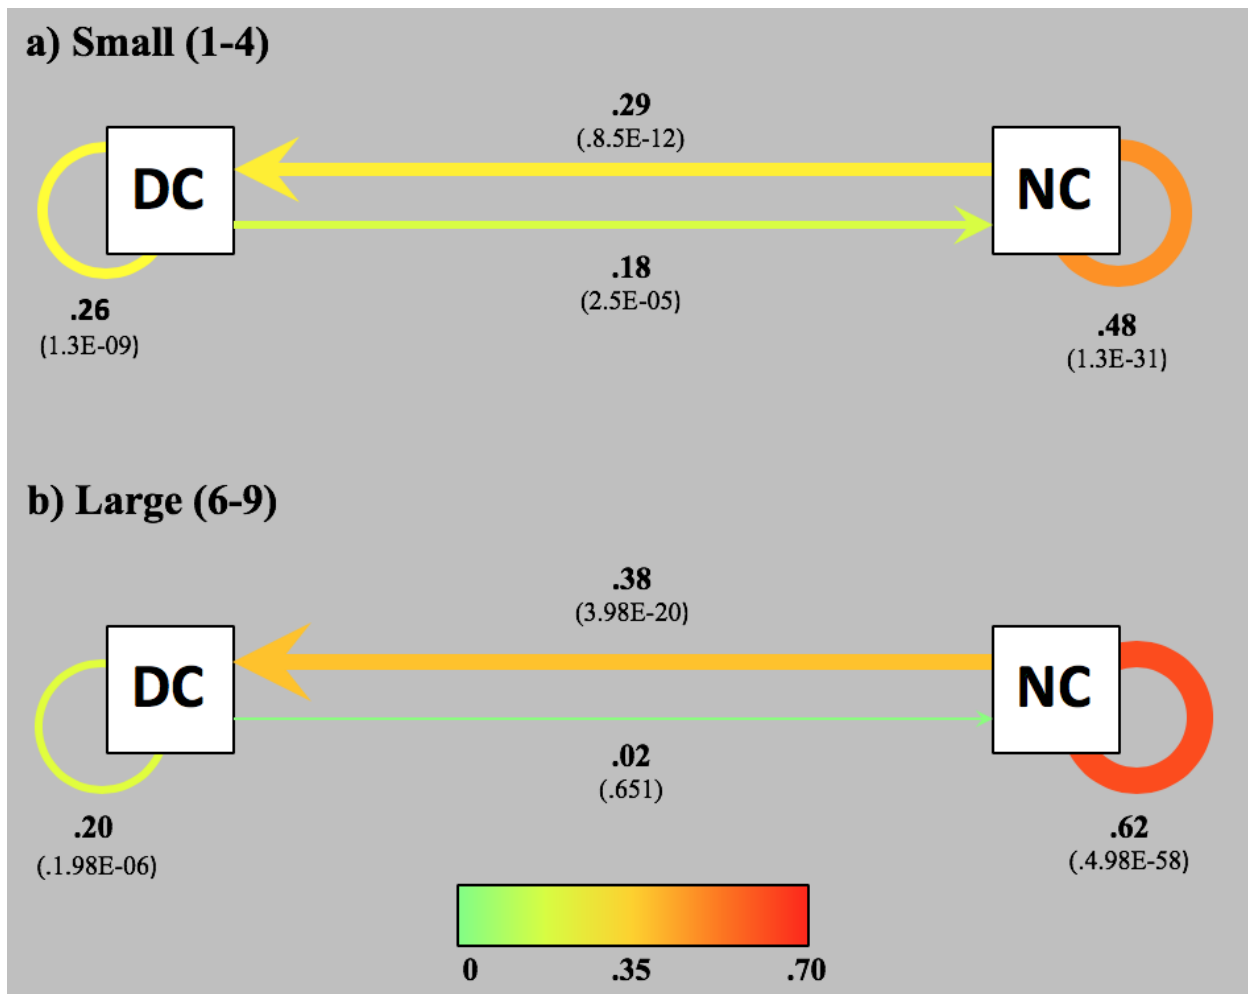 a) Small (1-4)
.29
(.8.5E-12)
DC
NC
.18
(2.5E-05)
.26
(1.3E-09)
.48
(1.3E-31)
b) Large (6-9)
.38
(3.98E-20)
DC
NC
.02
(.651)
.20
(.1.98E-06)
.62
(.4.98E-58)
0 .35 .70